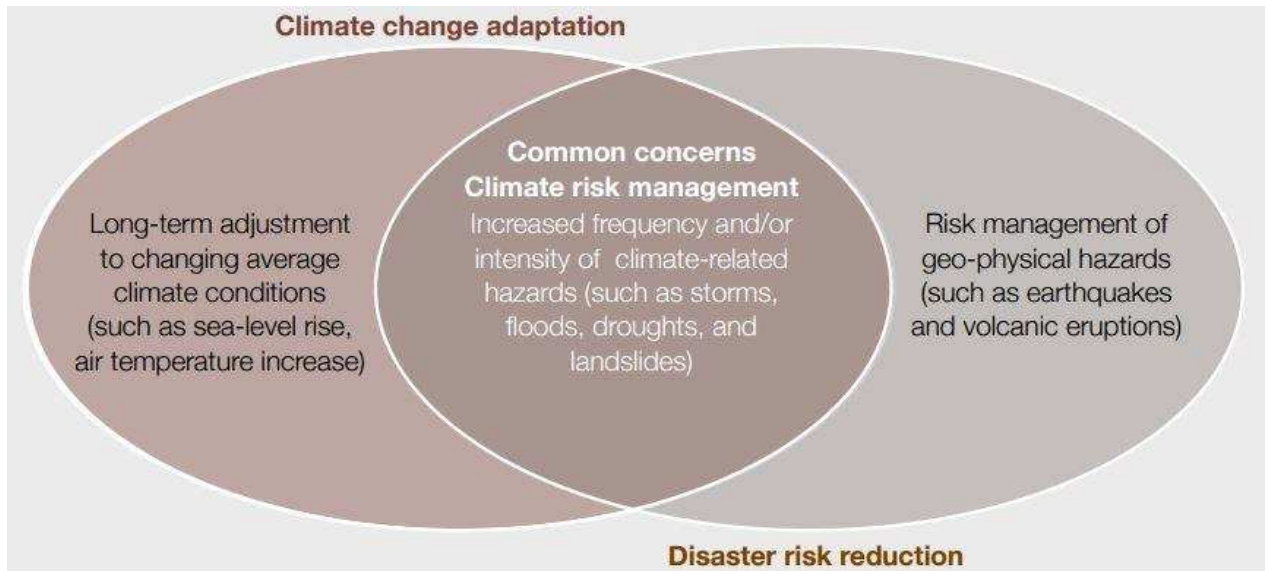 Climate change adaptation
Long-term adjustment
to changing average
climate conditions
(such as sea-level rise,
air temperature increase)
Common concerns
Climate risk management
Increased frequency and/or
intensity of climate-related
hazards (such as storms,
floods, droughts, and
landslides)
Risk management of
geo-physical hazards
(such as earthquakes
and volcanic eruptions)
Disaster risk reduction